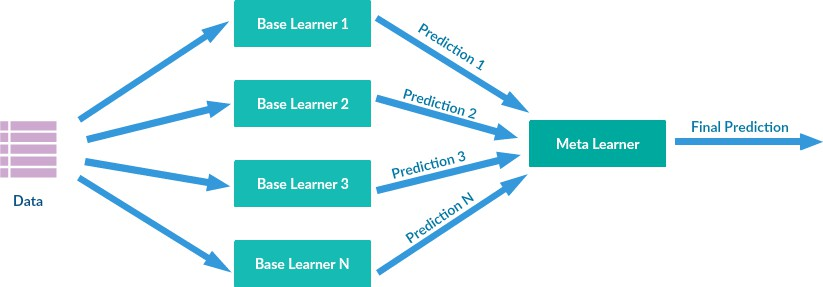 Base Learner 1
Prediction 1
Base Learner 2
Prediction 2
Final Prediction
Meta Learner
Prediction 3
Base Learner 3
Data
Prediction N
Base Learner N